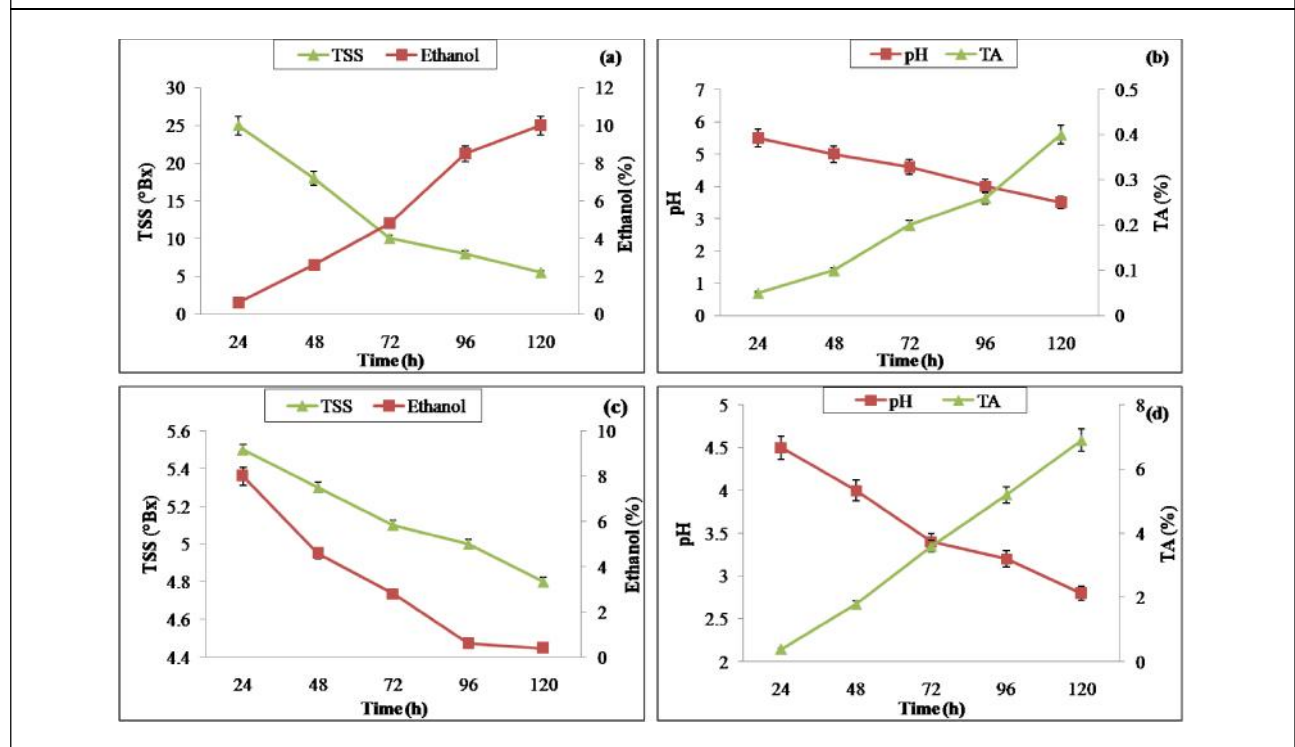 TSS Ethanol (a)
30 12
25 10
20 8
15 6
10 4
5 2
0 0
TSS (°Bx)
Ethanol (%)
24 48 72 96 120
Time (h)
pH TA (b)
7 0.5
6
5 0.4
4 0.3
3 0.2
2
1 0.1
0 0
pH
TA (%)
24 48 72 96 120
Time (h)
TSS Ethanol (c)
5.6 10
5.4 8
5.2 6
5
4.8 4
4.6 2
4.4 0
TSS (°Bx)
Ethanol (%)
24 48 72 96 120
Time (h)
pH TA (d)
5 8
4.5
4 6
3.5 4
3
2.5 2
2 0
pH
TA (%)
24 48 72 96 120
Time (h)